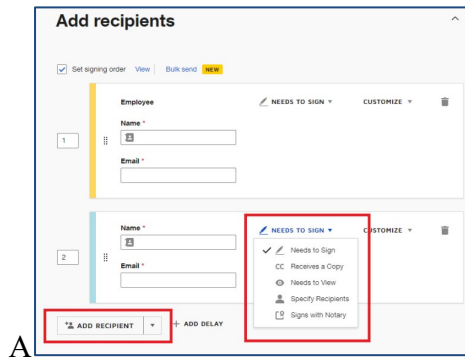 Add recipients
Set signing order View Bulk send NEW
Employee NEEDS TO SIGN CUSTOMIZE
Name *
1
Email *
Name * NEEDS TO SIGN CUSTOMIZE
Needs to Sign
2
Email * CC Receives a Copy
Needs to View
Specify Recipients
Signs with Notary
ADD RECIPIENT + ADD DELAY
A